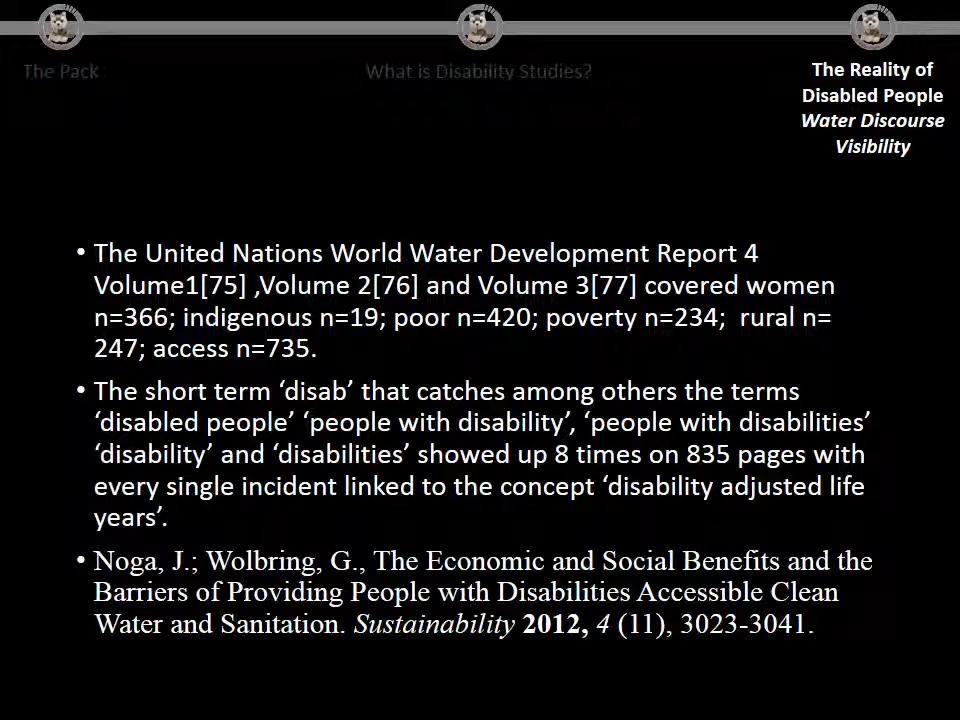 The Pack
What is Disability Studies?
The Reality of
Disabled People
Water Discourse
Visibility
• The United Nations World Water Development Report 4
Volume1[75] ,Volume 2[76] and Volume 3[77] covered women
n=366; indigenous n=19; poor n=420; poverty n=234;  rural n=
247; access n=735.
• The short term ‘disab’ that catches among others the terms
‘disabled people’ ‘people with disability’, ‘people with disabilities’
‘disability’ and ‘disabilities’ showed up 8 times on 835 pages with
every single incident linked to the concept ‘disability adjusted life
years’.
• Noga, J.; Wolbring, G., The Economic and Social Benefits and the
Barriers of Providing People with Disabilities Accessible Clean
Water and Sanitation. Sustainability 2012, 4 (11), 3023-3041.